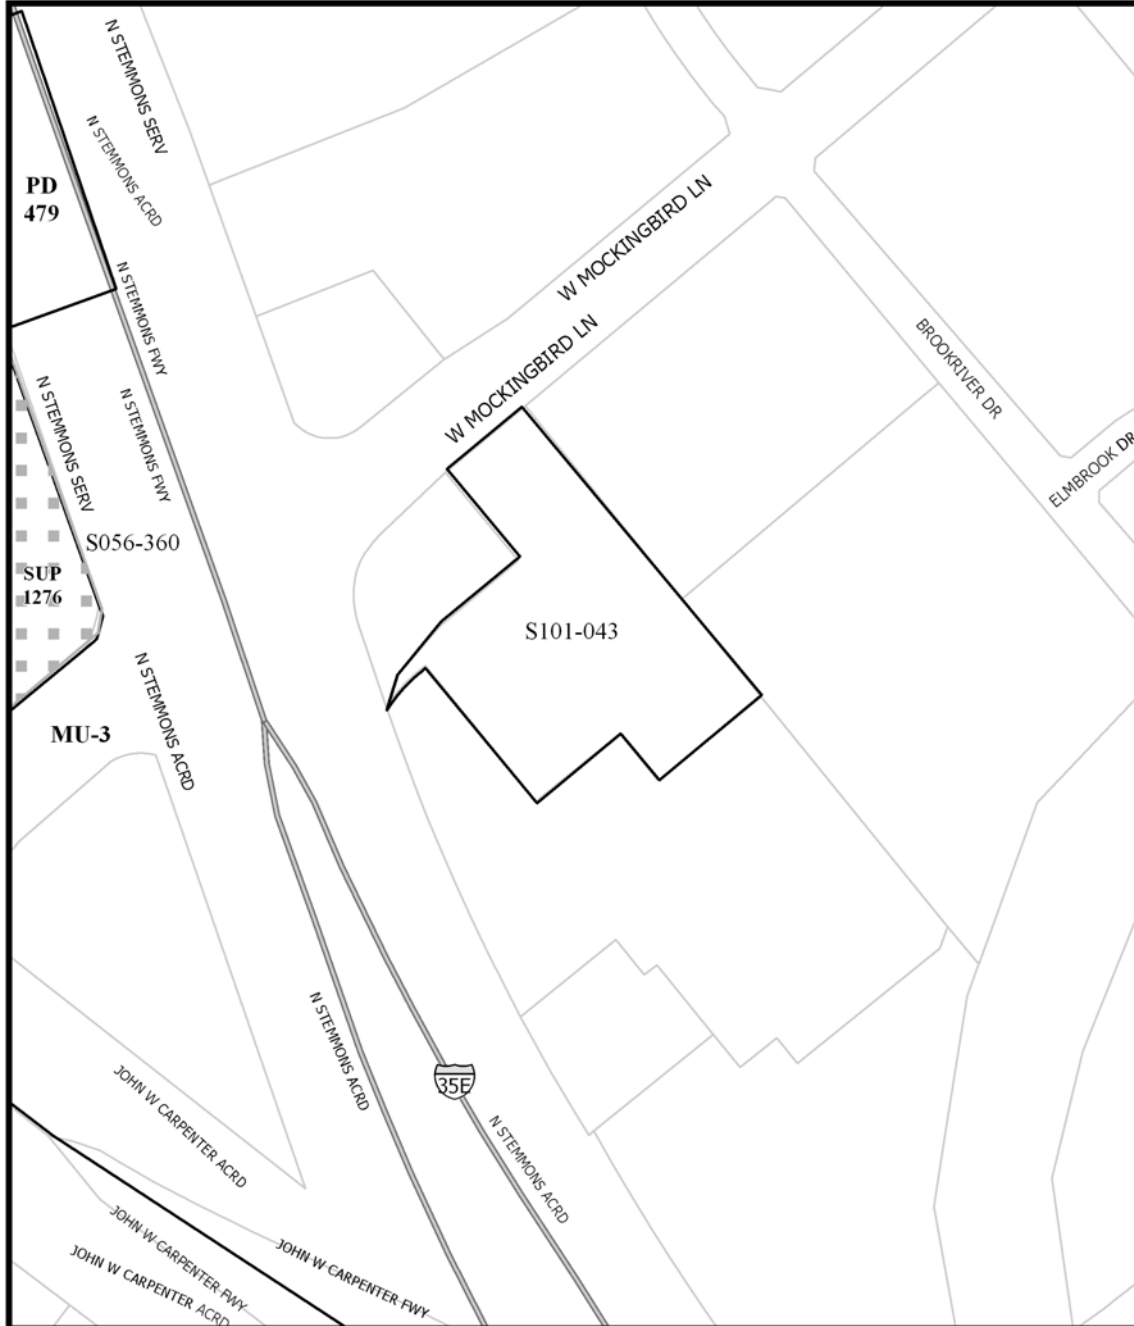 N STEMMONS SERV
N STEMMONS ACRD
PD
479
W MOCKINGBIRD LN
N STEMMONS FWY
W MOCKINGBIRD LN
BROOKRIVER DR
N STEMMONS SERV
N STEMMONS FWY
ELMBROOK DR
S056-360
SUP
1276
S101-043
N STEMMONS ACRD
MU-3
N STEMMONS ACRD
35E
JOHN W CARPENTER ACRD
N STEMMONS ACRD
JOHN W CARPENTER FWY
JOHN W CARPENTER FWY
JOHN W CARPENTER ACRD